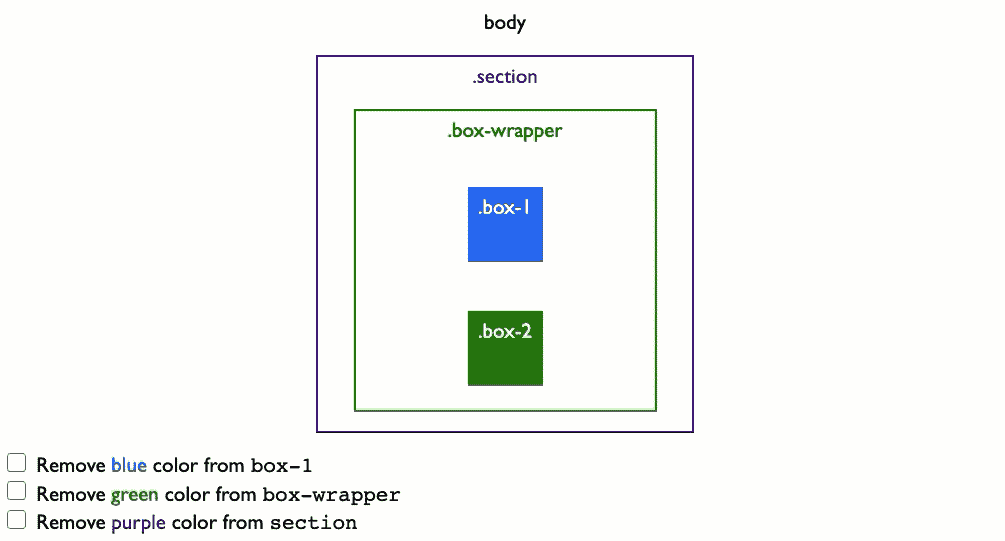 body
.section
.box-wrapper
.box-1
.box-2
Remove blue color from box-1
Remove green color from box-wrapper
Remove purple color from section